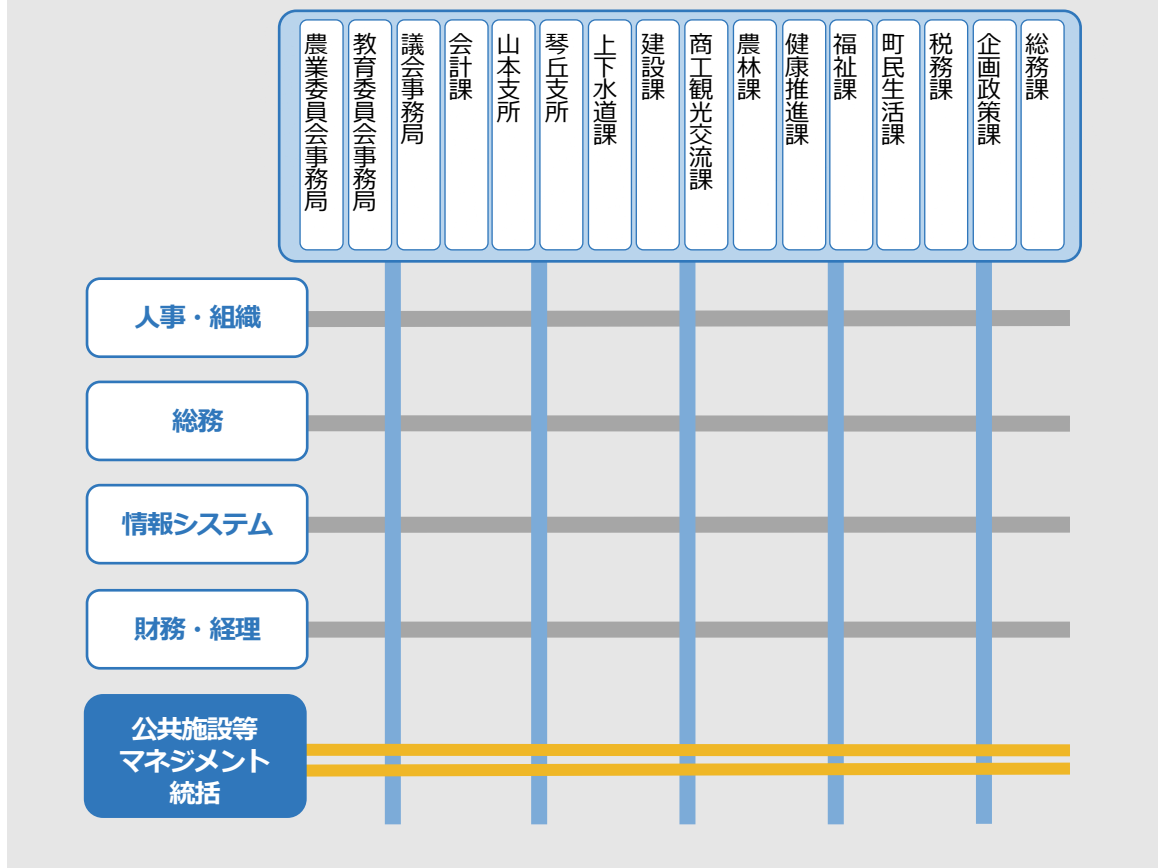 総務課
企画政策課
税務課
町民生活課
福祉課
健康推進課
農林課
商工観光交流課
建設課
上下水道課
琴丘支所
山本支所
会計課
議会事務局
教育委員会事務局
農業委員会事務局
人事・組織
総務
情報システム
財務・経理
公共施設等
マネジメント
統括